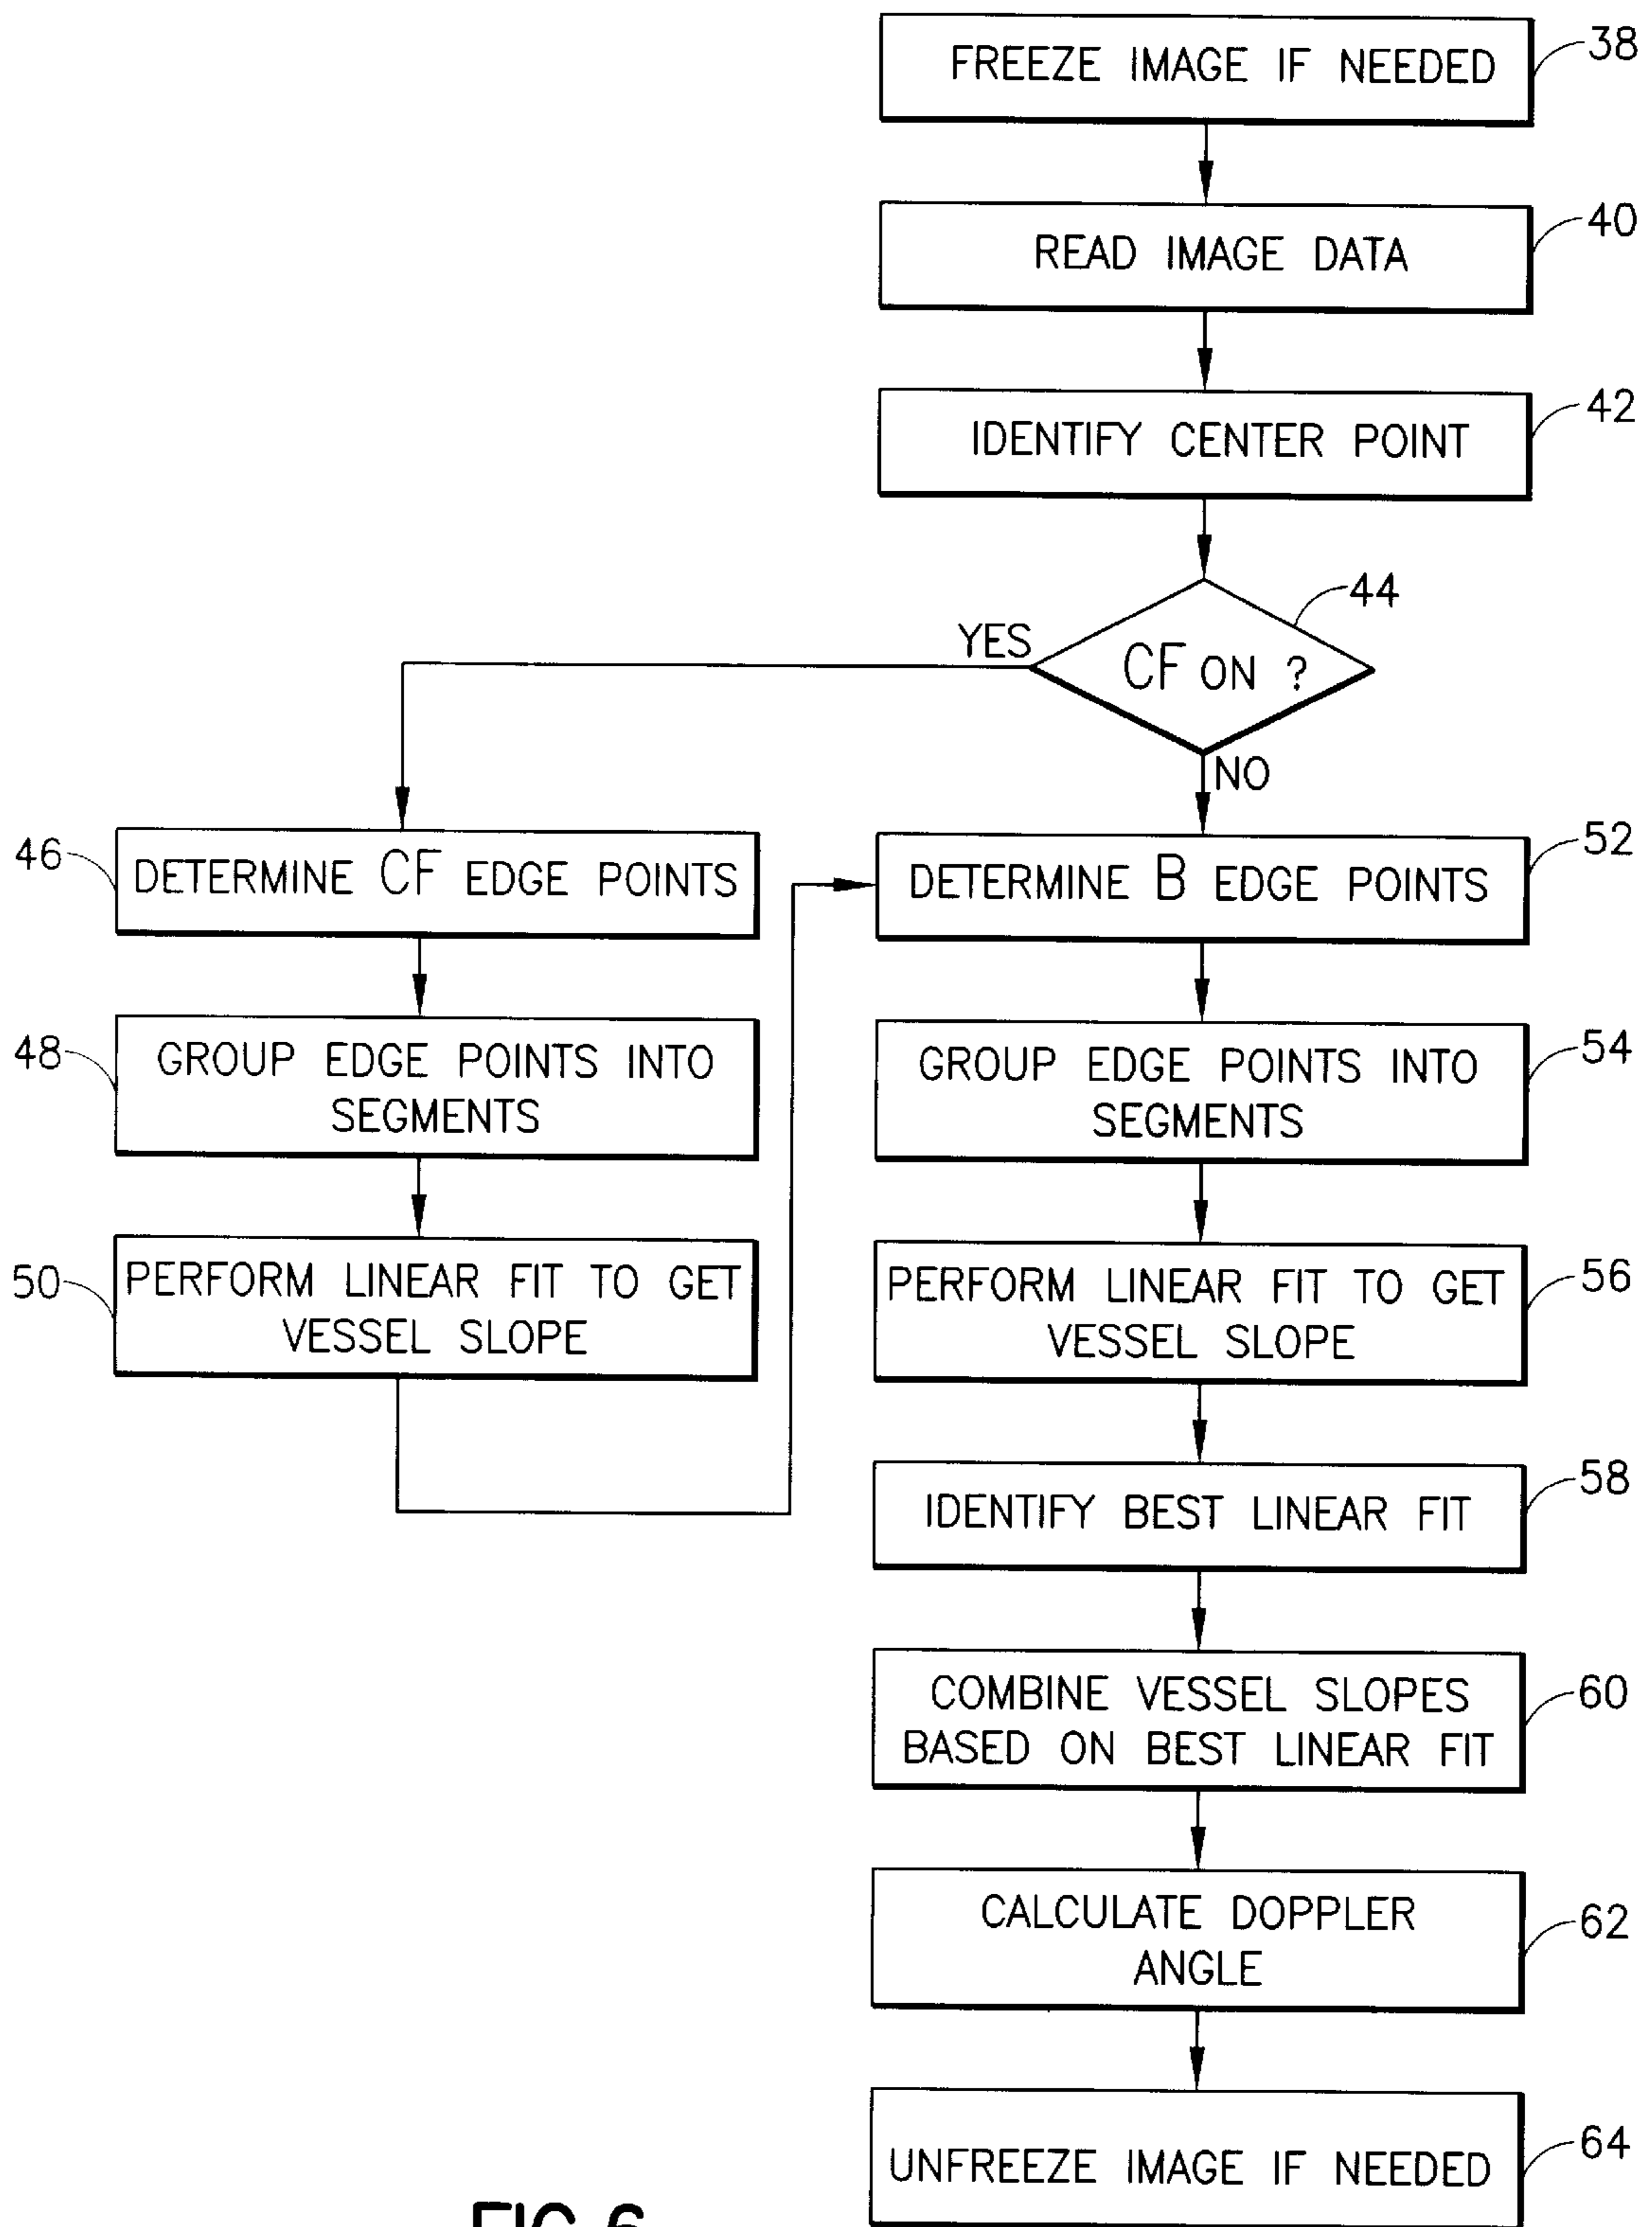 FREEZE IMAGE IF NEEDED
38
READ IMAGE DATA
40
IDENTIFY CENTER POINT
42
44
YES
CF ON ?
NO
46
DETERMINE CF EDGE POINTS
48
GROUP EDGE POINTS INTO
SEGMENTS
50
PERFORM LINEAR FIT TO GET
VESSEL SLOPE
DETERMINE B EDGE POINTS
52
GROUP EDGE POINTS INTO
SEGMENTS
54
PERFORM LINEAR FIT TO GET
VESSEL SLOPE
56
IDENTIFY BEST LINEAR FIT
58
COMBINE VESSEL SLOPES
BASED ON BEST LINEAR FIT
60
CALCULATE DOPPLER
ANGLE
62
UNFREEZE IMAGE IF NEEDED
64
FIG. 6